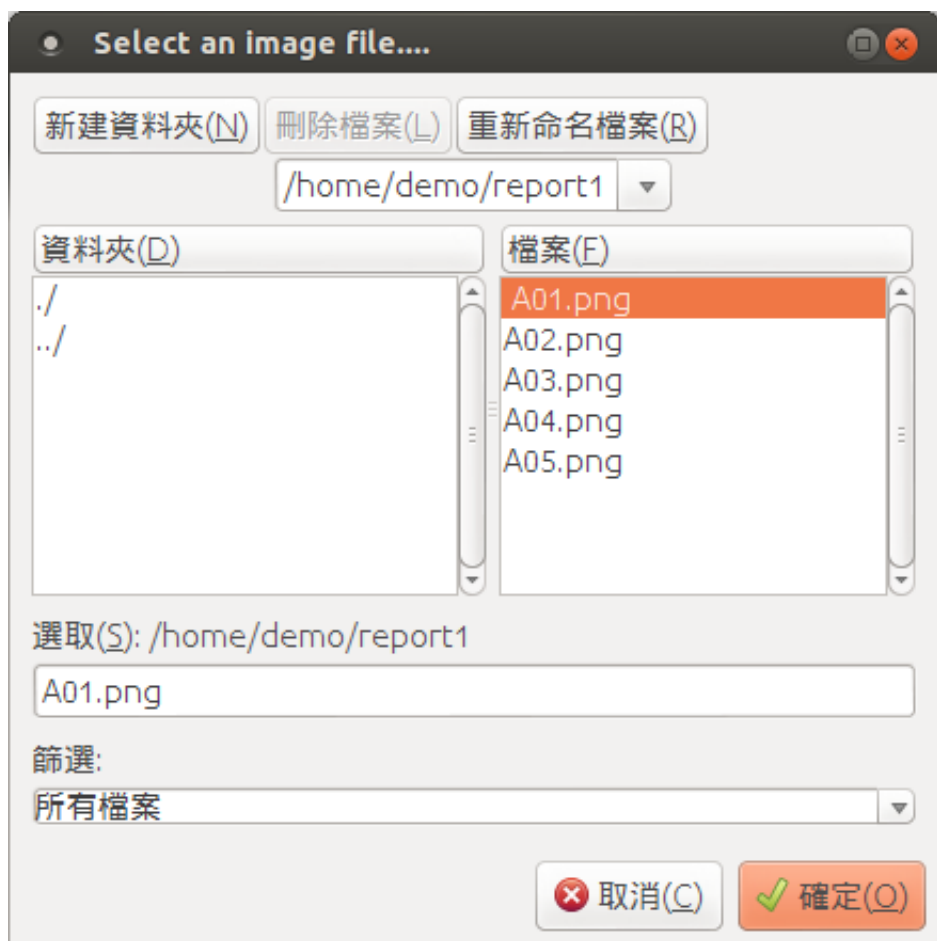 Select an image file....
新建資料夾(N) 刪除檔案(L) 重新命名檔案(R)
/home/demo/report1
資料夾(D)
./
../
檔案(F)
A01.png
A02.png
A03.png
A04.png
A05.png
選取(S): /home/demo/report1
A01.png
篩選:
所有檔案
取消(C) 確定(O)